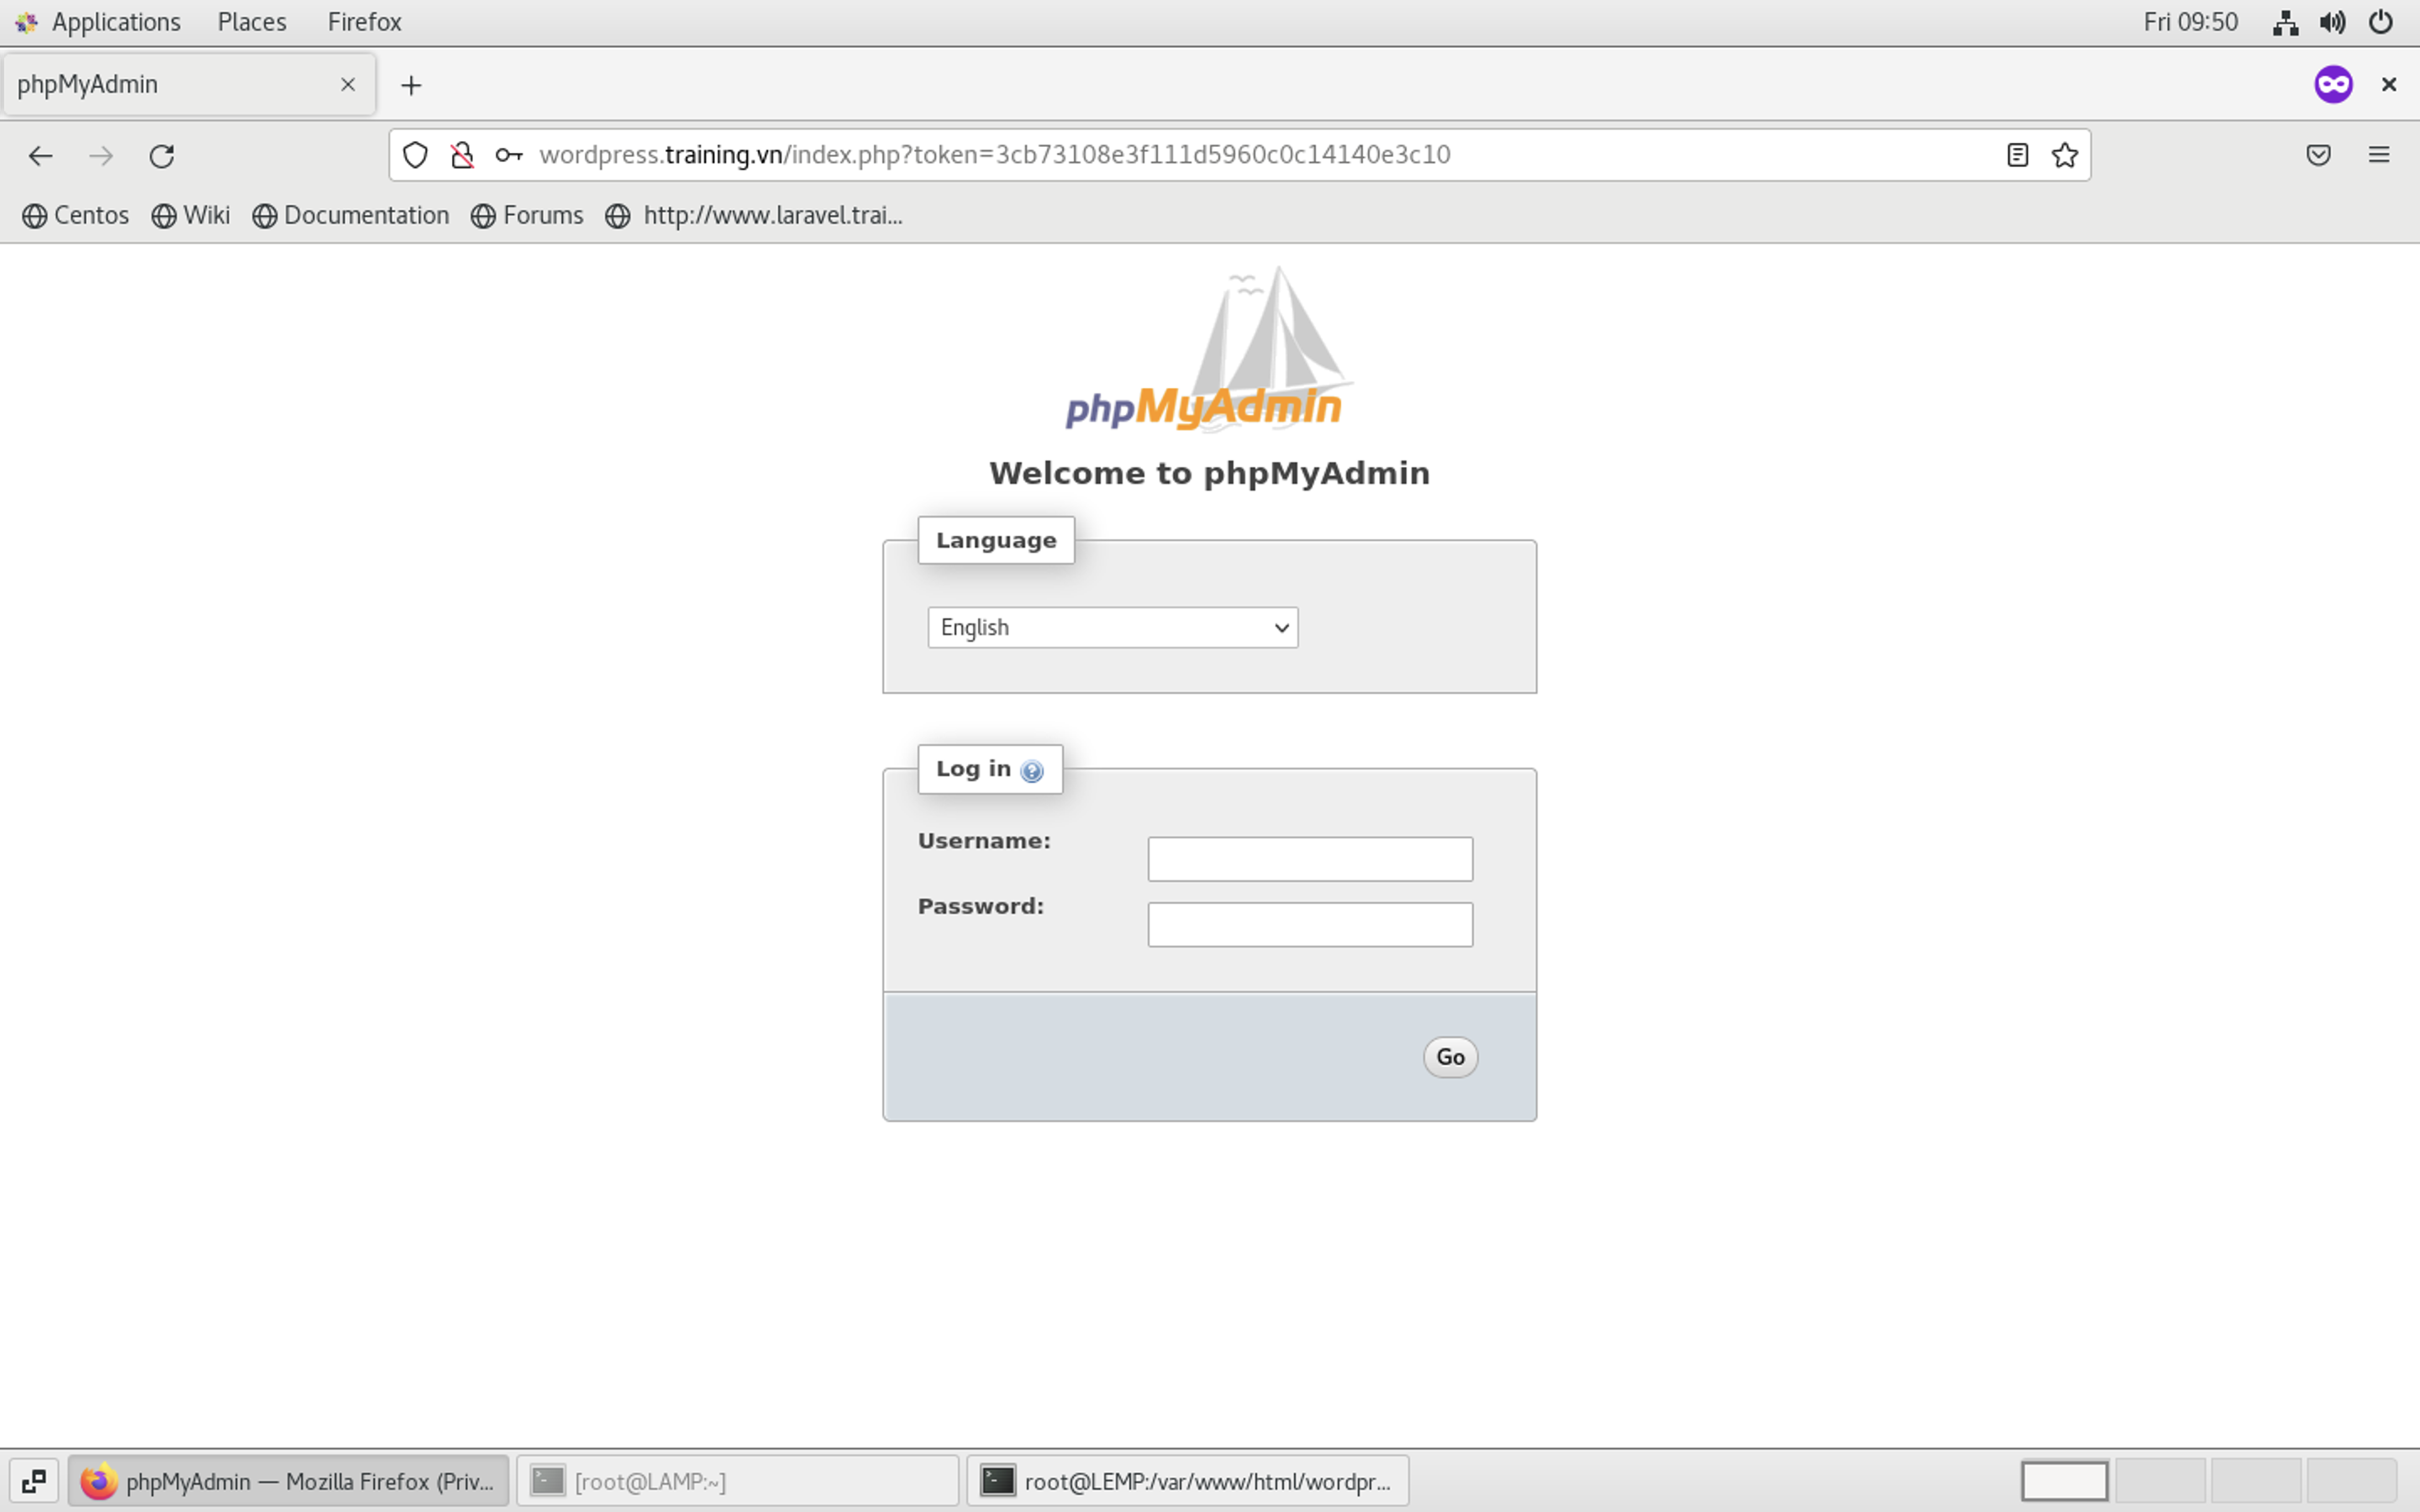 Applications Places Firefox Fri 09:50
phpMyAdmin
wordpress.training.vn/index.php?token=3cb73108e3f111d5960c0c14140e3c10
Centos Wiki Documentation Forums http://www.laravel.trai...
phpMyAdmin
Welcome to phpMyAdmin
Language
English
Log in
Username:
Password:
Go
phpMyAdmin — Mozilla Firefox (Priv... [root@LAMP:~] root@LEMP:/var/www/html/wordpr...